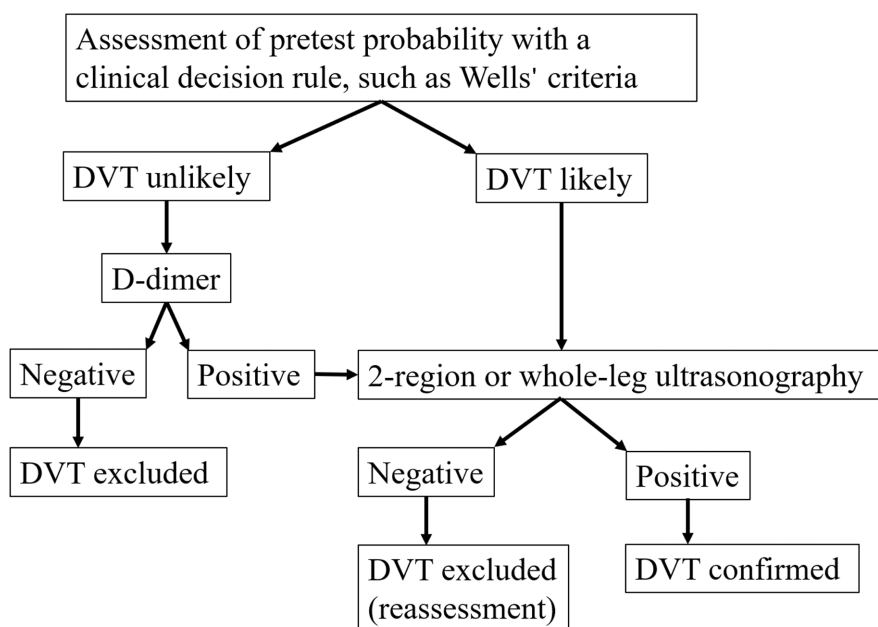 Assessment of pretest probability with a
clinical decision rule, such as Wells' criteria
DVT unlikely
DVT likely
D-dimer
Negative
Positive
2-region or whole-leg ultrasonography
DVT excluded
Negative
Positive
DVT excluded
(reassessment)
DVT confirmed